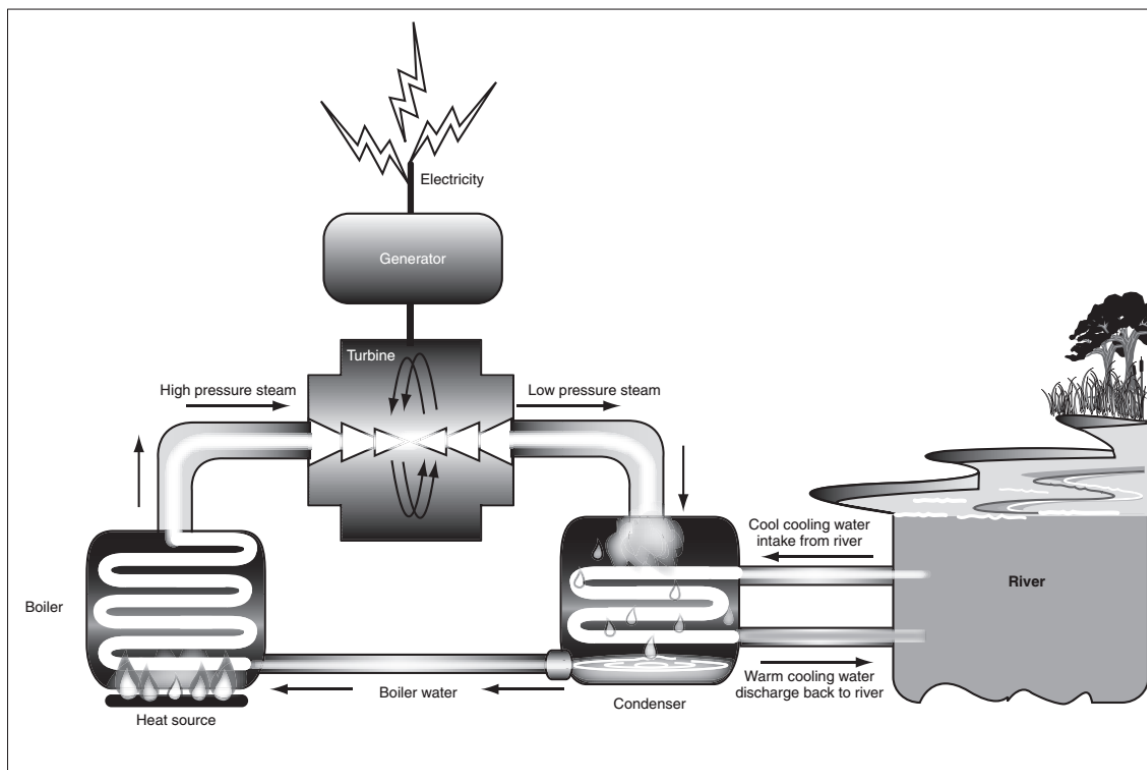 Electricity
Generator
Turbine
High pressure steam
Low pressure steam
Cool cooling water
intake from river
River
Boiler
Warm cooling water
discharge back to river
Boiler water
Condenser
Heat source